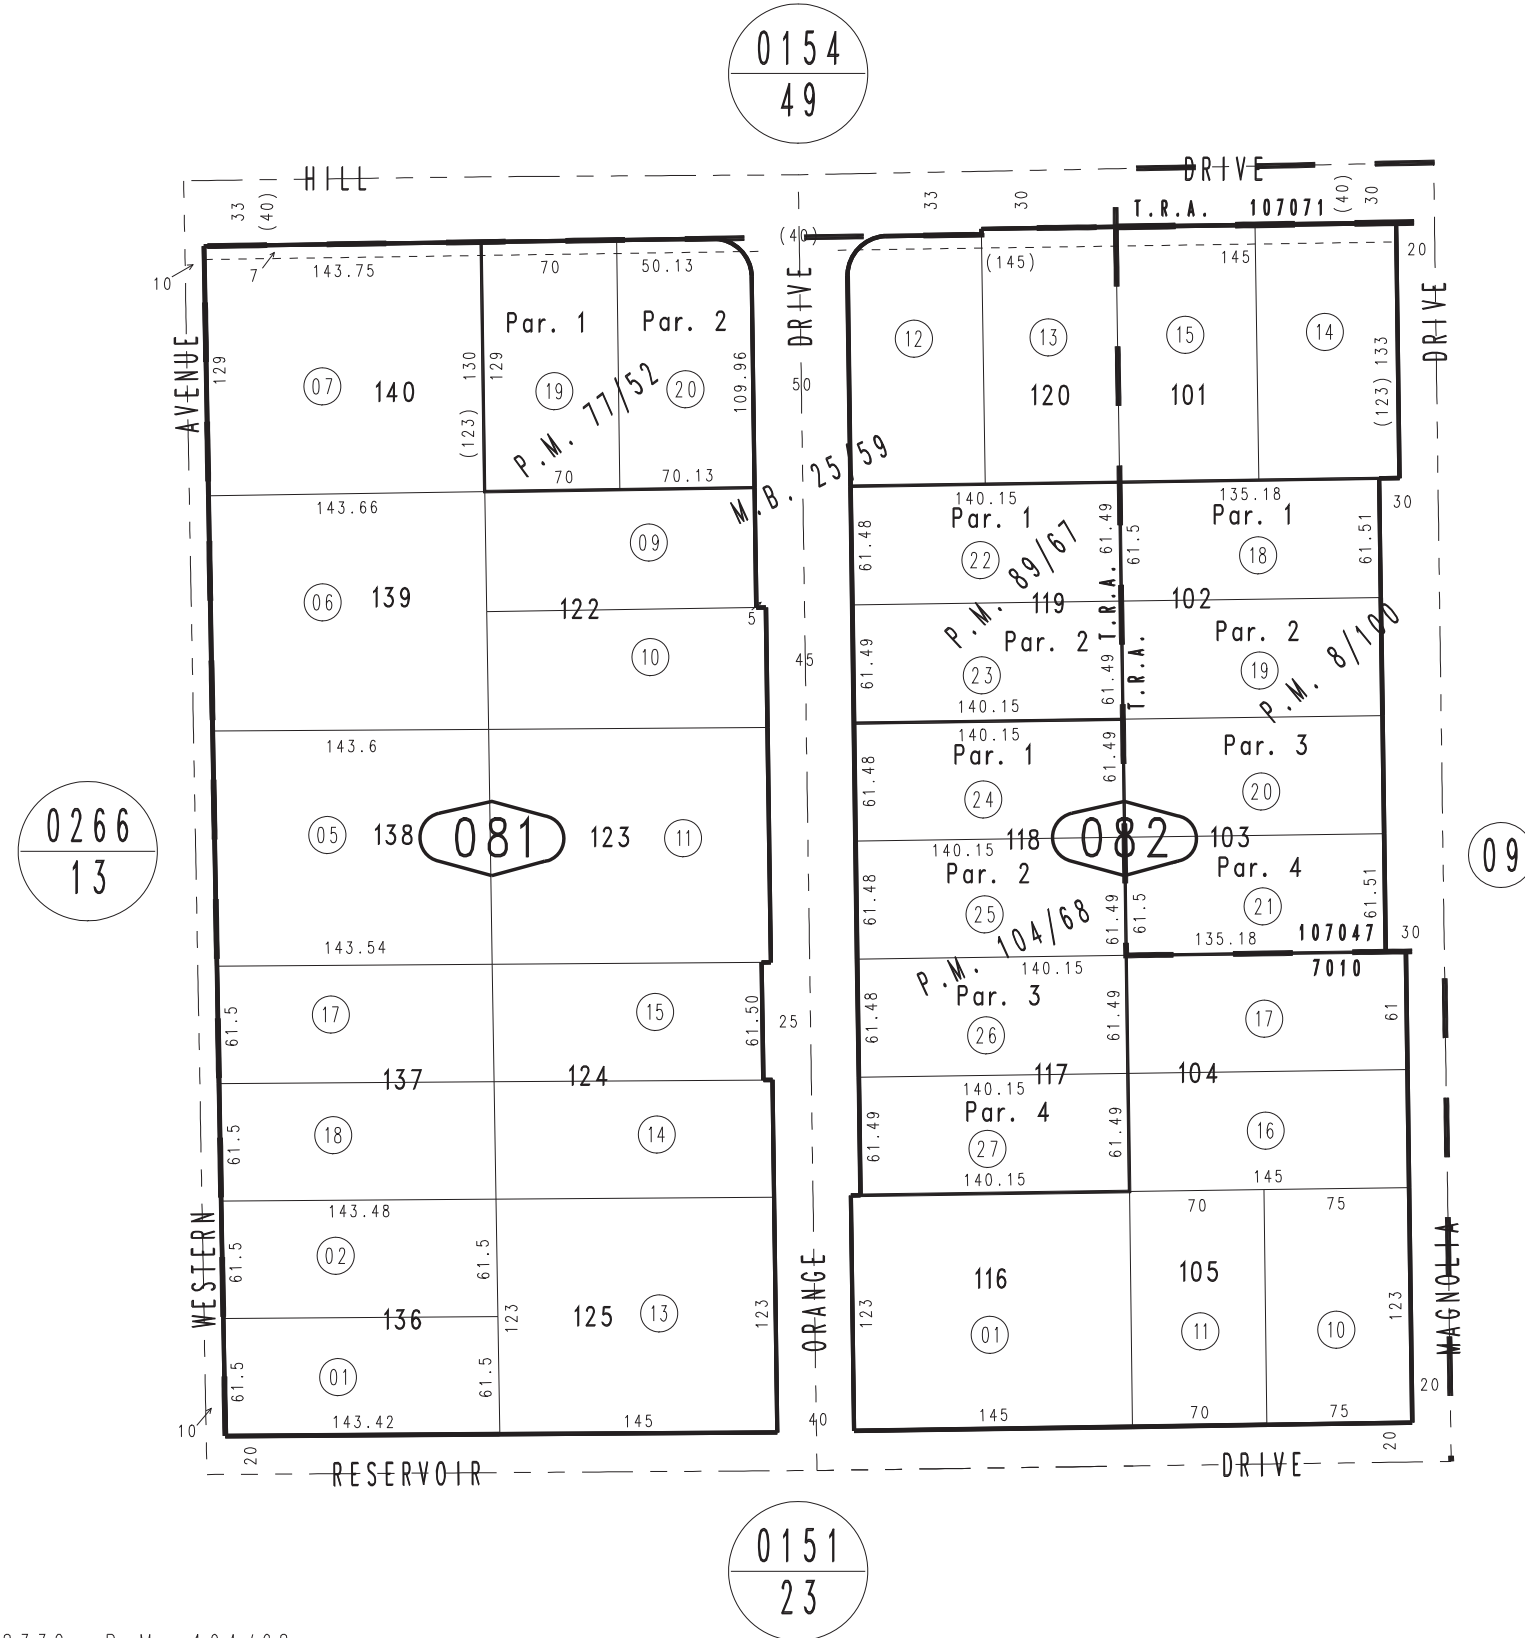 0154
49
HILL DRIVE
33 (40) 33 30 T.R.A. 107071 (40) 30
10 7 143.75 70 50.13 (40) (145) 145 20
AVENUE DRIVE DRIVE
Par. 1 Par. 2
129 07 140 130 (123) 129 19 20 109.96 50 12 13 120 15 101 14 (123) 133
P.M. 77/52
70 70.13
M.B. 25/59
143.66 140.15 135.18 30
Par. 1 Par. 1
09 61.48 22 61.49 61.5 18 61.51
P.M. 89/67
06 139 122 119 T.R.A. 102
5
Par. 2 Par. 2
10 45 61.49 23 61.49 T.R.A. 19
P.M. 8/100
140.15
143.6 140.15
Par. 1 Par. 3
61.48 24 61.49 20
0266
13
05 138 081 123 11 118 082 103 09
140.15
Par. 2 Par. 4
61.48 25 61.49 61.5 21 61.51
143.54 135.18 107047 30
P.M. 104/68
140.15 7010
Par. 3
61.5 17 15 61.50 25 61.48 26 61.49 17 61
137 124 117 104
140.15
Par. 4
61.5 18 14 61.49 27 61.49 16
140.15 145
143.48 70 75
WESTERN ORANGE MAGNOLIA
61.5 02 61.5
116 105
136 123 125 13 123 123 01 11 10 123
61.5 01 61.5 20
10 143.42 145 40 145 70 75
20 20
RESERVOIR DRIVE
0151
23